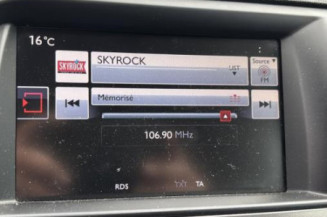 16°C
SKYROCK
SKYROCK
LIST
Source
FM
Mémorisé
106.90 MHz
RDS
TA